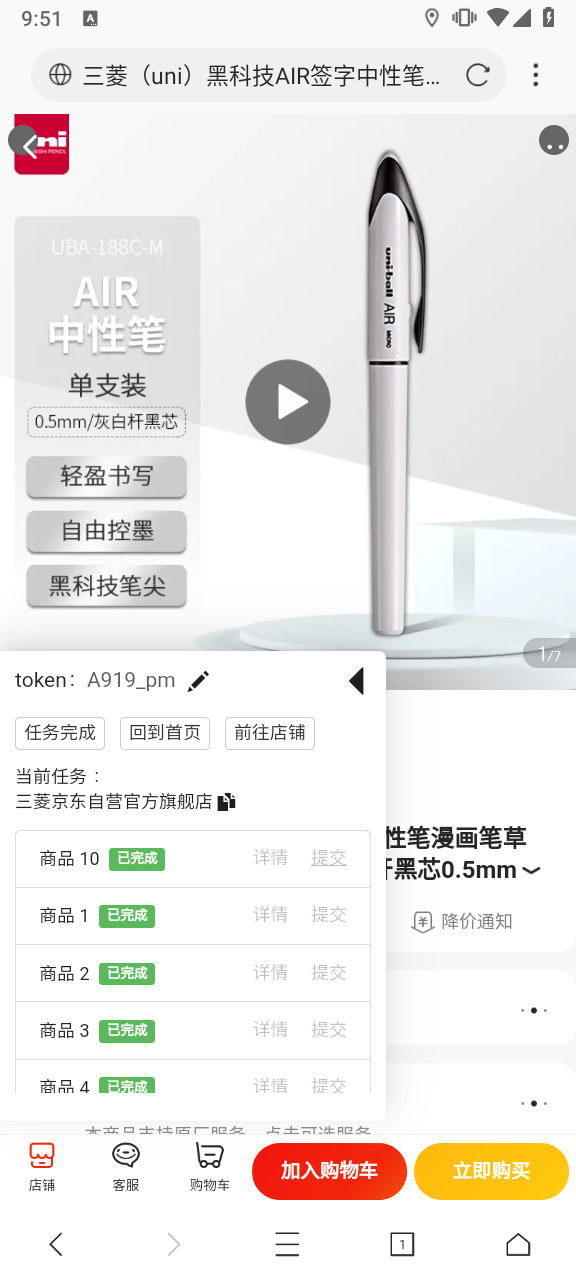 9:51
三菱（uni）黑科技AIR签字中性笔...
uni
UBA-188C-M
AIR
中性笔
单支装
0.5mm/灰白杆黑芯
轻盈书写
自由控墨
黑科技笔尖
uni-ball AIR MICRO
1/7
token: A919_pm
任务完成 回到首页 前往店铺
当前任务：
三菱京东自营官方旗舰店
商品 10 已完成 详情 提交
商品 1 已完成 详情 提交
商品 2 已完成 详情 提交
商品 3 已完成 详情 提交
商品 4 已完成 详情 提交
性笔漫画笔草
黑芯0.5mm
降价通知
本商品支持原厂服务，点击可选服务
店铺 客服 购物车 加入购物车 立即购买
1